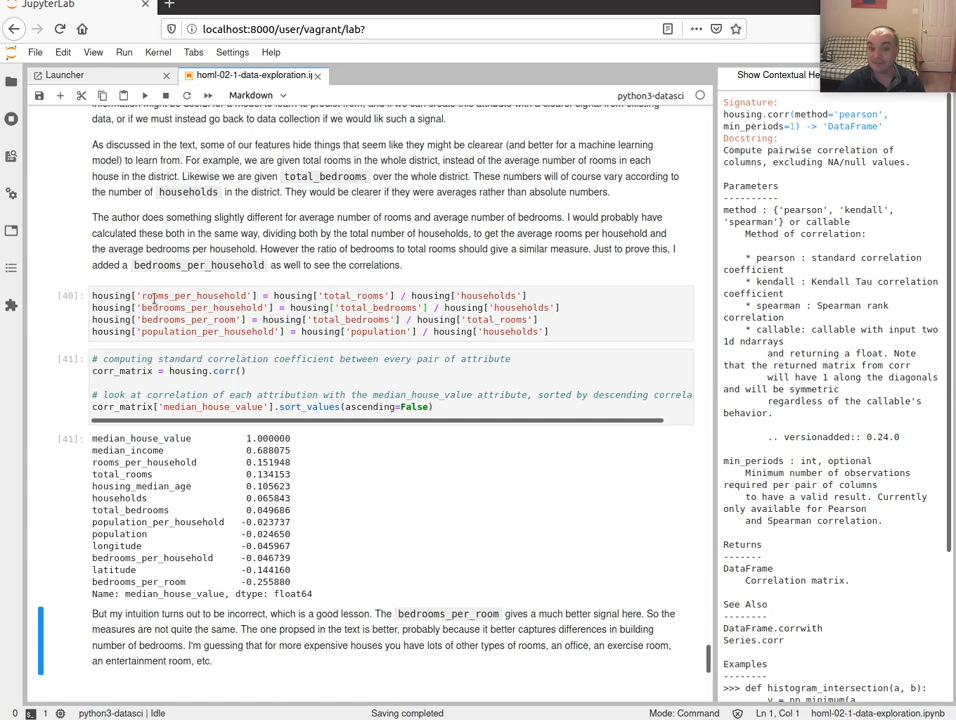 JupyterLab
localhost:8000/user/vagrant/lab?
File Edit View Run Kernel Tabs Settings Help
Launcher
homl-02-1-data-exploration.i
Show Contextual He
Markdown
python3-datasci
data, or if we must instead go back to data collection if we would lik such a signal.
As discussed in the text, some of our features hide things that seem like they might be clearear (and better for a machine learning
model) to learn from. For example, we are given total rooms in the whole district, instead of the average number of rooms in each
house in the district. Likewise we are given total_bedrooms over the whole district. These numbers will of course vary according to
the number of households in the district. They would be clearer if they were averages rather than absolute numbers.
The author does something slightly different for average number of rooms and average number of bedrooms. I would probably have
calculated these both in the same way, dividing both by the total number of households, to get the average rooms per household and
the average bedrooms per household. However the ratio of bedrooms to total rooms should give a similar measure. Just to prove this, I
added a bedrooms_per_household as well to see the correlations.
[40]: housing['rooms_per_household'] = housing['total_rooms'] / housing['households']
housing['bedrooms_per_household'] = housing['total_bedrooms'] / housing['households']
housing['bedrooms_per_room'] = housing['total_bedrooms'] / housing['total_rooms']
housing['population_per_household'] = housing['population'] / housing['households']
[41]: # computing standard correlation coefficient between every pair of attribute
corr_matrix = housing.corr()
# look at correlation of each attribution with the median_house_value attribute, sorted by descending correla
corr_matrix['median_house_value'].sort_values(ascending=False)
[41]: median_house_value 1.000000
median_income 0.688075
rooms_per_household 0.151948
total_rooms 0.134153
housing_median_age 0.105623
households 0.065843
total_bedrooms 0.049686
population_per_household -0.023737
population -0.024650
longitude -0.045967
bedrooms_per_household -0.046739
latitude -0.144160
bedrooms_per_room -0.255880
Name: median_house_value, dtype: float64
But my intuition turns out to be incorrect, which is a good lesson. The bedrooms_per_room gives a much better signal here. So the
measures are not quite the same. The one propsed in the text is better, probably because it better captures differences in building
number of bedrooms. I'm guessing that for more expensive houses you have lots of other types of rooms, an office, an exercise room,
an entertainment room, etc.
Signature:
housing.corr(method='pearson',
min_periods=1) -> 'DataFrame'
Docstring:
Compute pairwise correlation of
columns, excluding NA/null values.
Parameters
----------
method : {'pearson', 'kendall',
'spearman'} or callable
Method of correlation:
* pearson : standard correlation
coefficient
* kendall : Kendall Tau correlation
coefficient
* spearman : Spearman rank
correlation
* callable: callable with input two
1d ndarrays
and returning a float. Note
that the returned matrix from corr
will have 1 along the diagonals
and will be symmetric
regardless of the callable's
behavior.
.. versionadded:: 0.24.0
min_periods : int, optional
Minimum number of observations
required per pair of columns
to have a valid result. Currently
only available for Pearson
and Spearman correlation.
Returns
-------
DataFrame
Correlation matrix.
See Also
--------
DataFrame.corrwith
Series.corr
Examples
--------
>>> def histogram_intersection(a, b):
0 1 python3-datasci | Idle
Saving completed
Mode: Command
Ln 1, Col 1
homl-02-1-data-exploration.ipynb